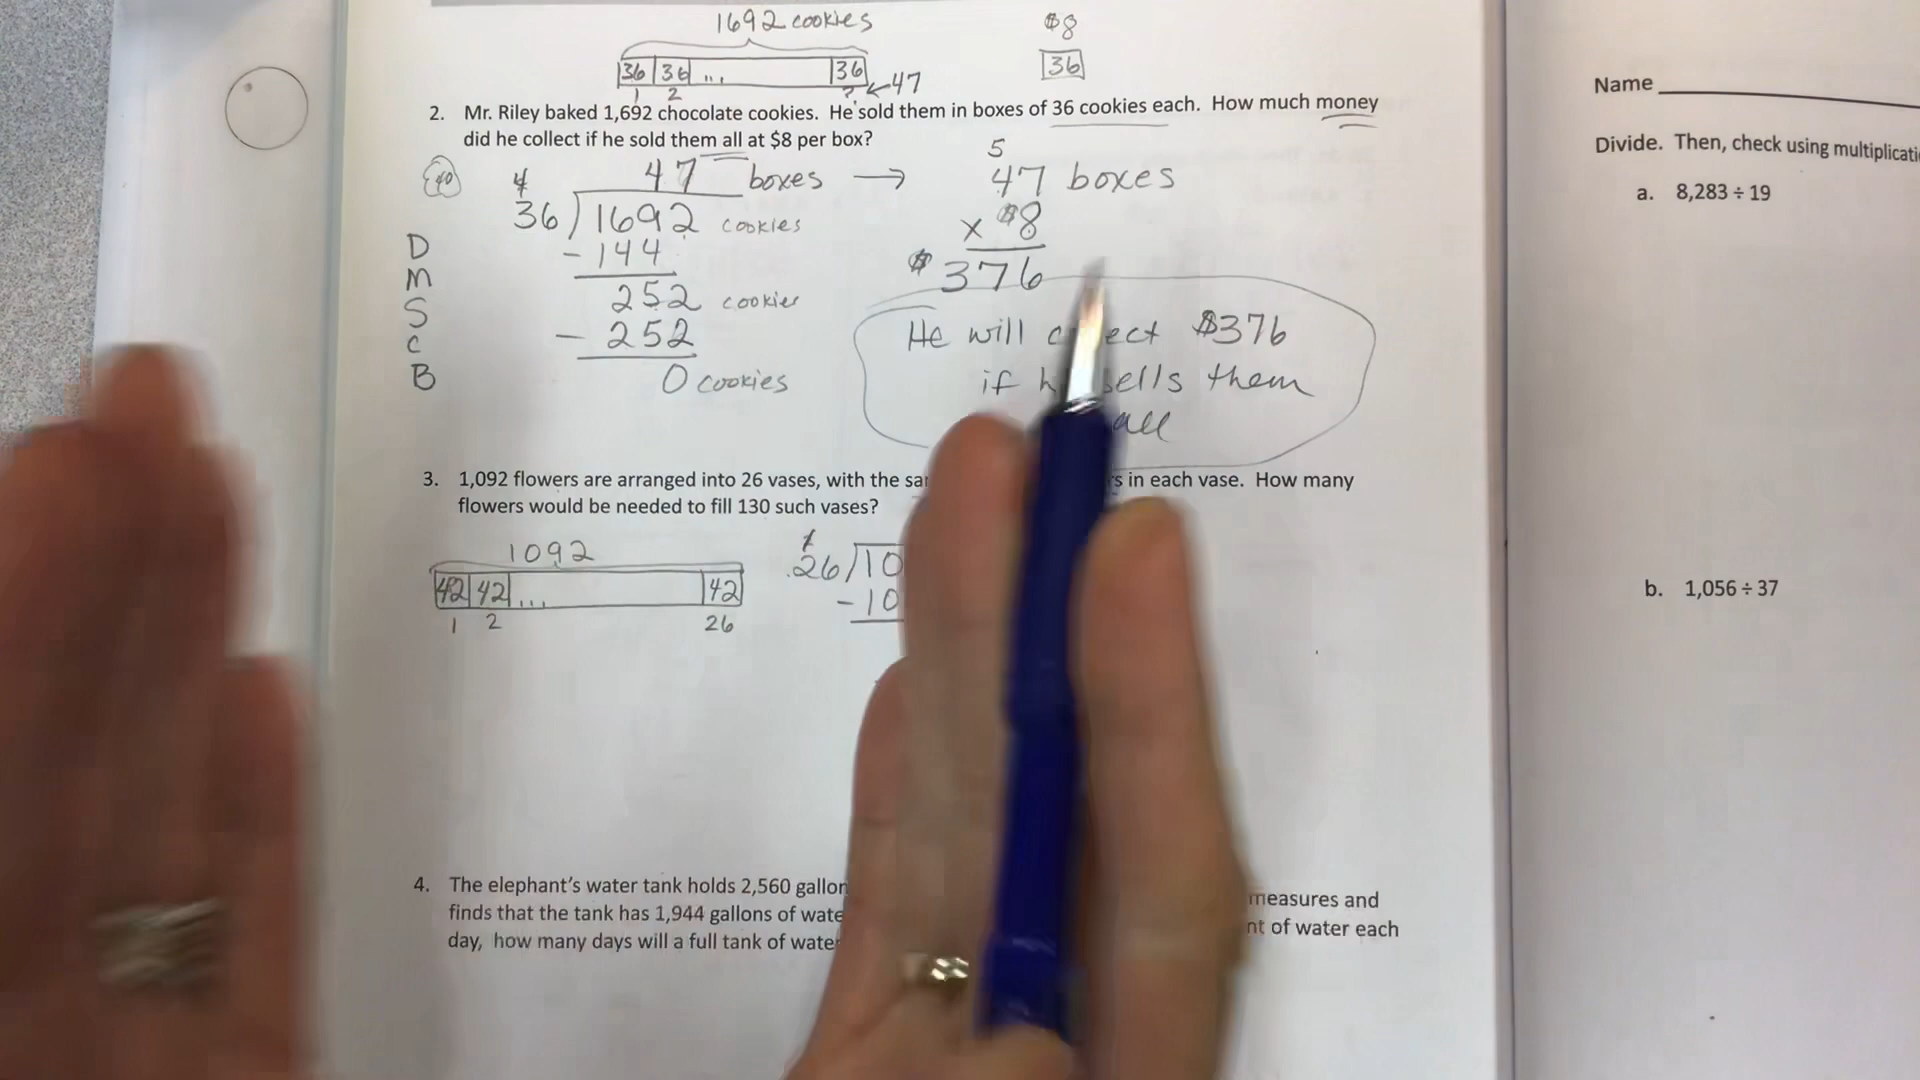 1692 cookies
$8
36 36 ... 36
36
1 2 ? 47
2. Mr. Riley baked 1,692 chocolate cookies. He sold them in boxes of 36 cookies each. How much money
did he collect if he sold them all at $8 per box?
40
4
47 boxes → 47 boxes
5
36 1692 cookies
x $8
- 144
$376
252 cookies
- 252
0 cookies
D
M
S
C
B
He will ect $376
if sells them
all
3. 1,092 flowers are arranged into 26 vases, with the in each vase. How many
flowers would be needed to fill 130 such vases?
1092
42 42 ... 42
1 2 26
26 10
- 10
4. The elephant's water tank holds 2,560 measures and
finds that the tank has 1,944 gallons of of water each
day, how many days will a full tank of
Name
Divide. Then, check using
a. 8,283 ÷ 19
b. 1,056 ÷ 37